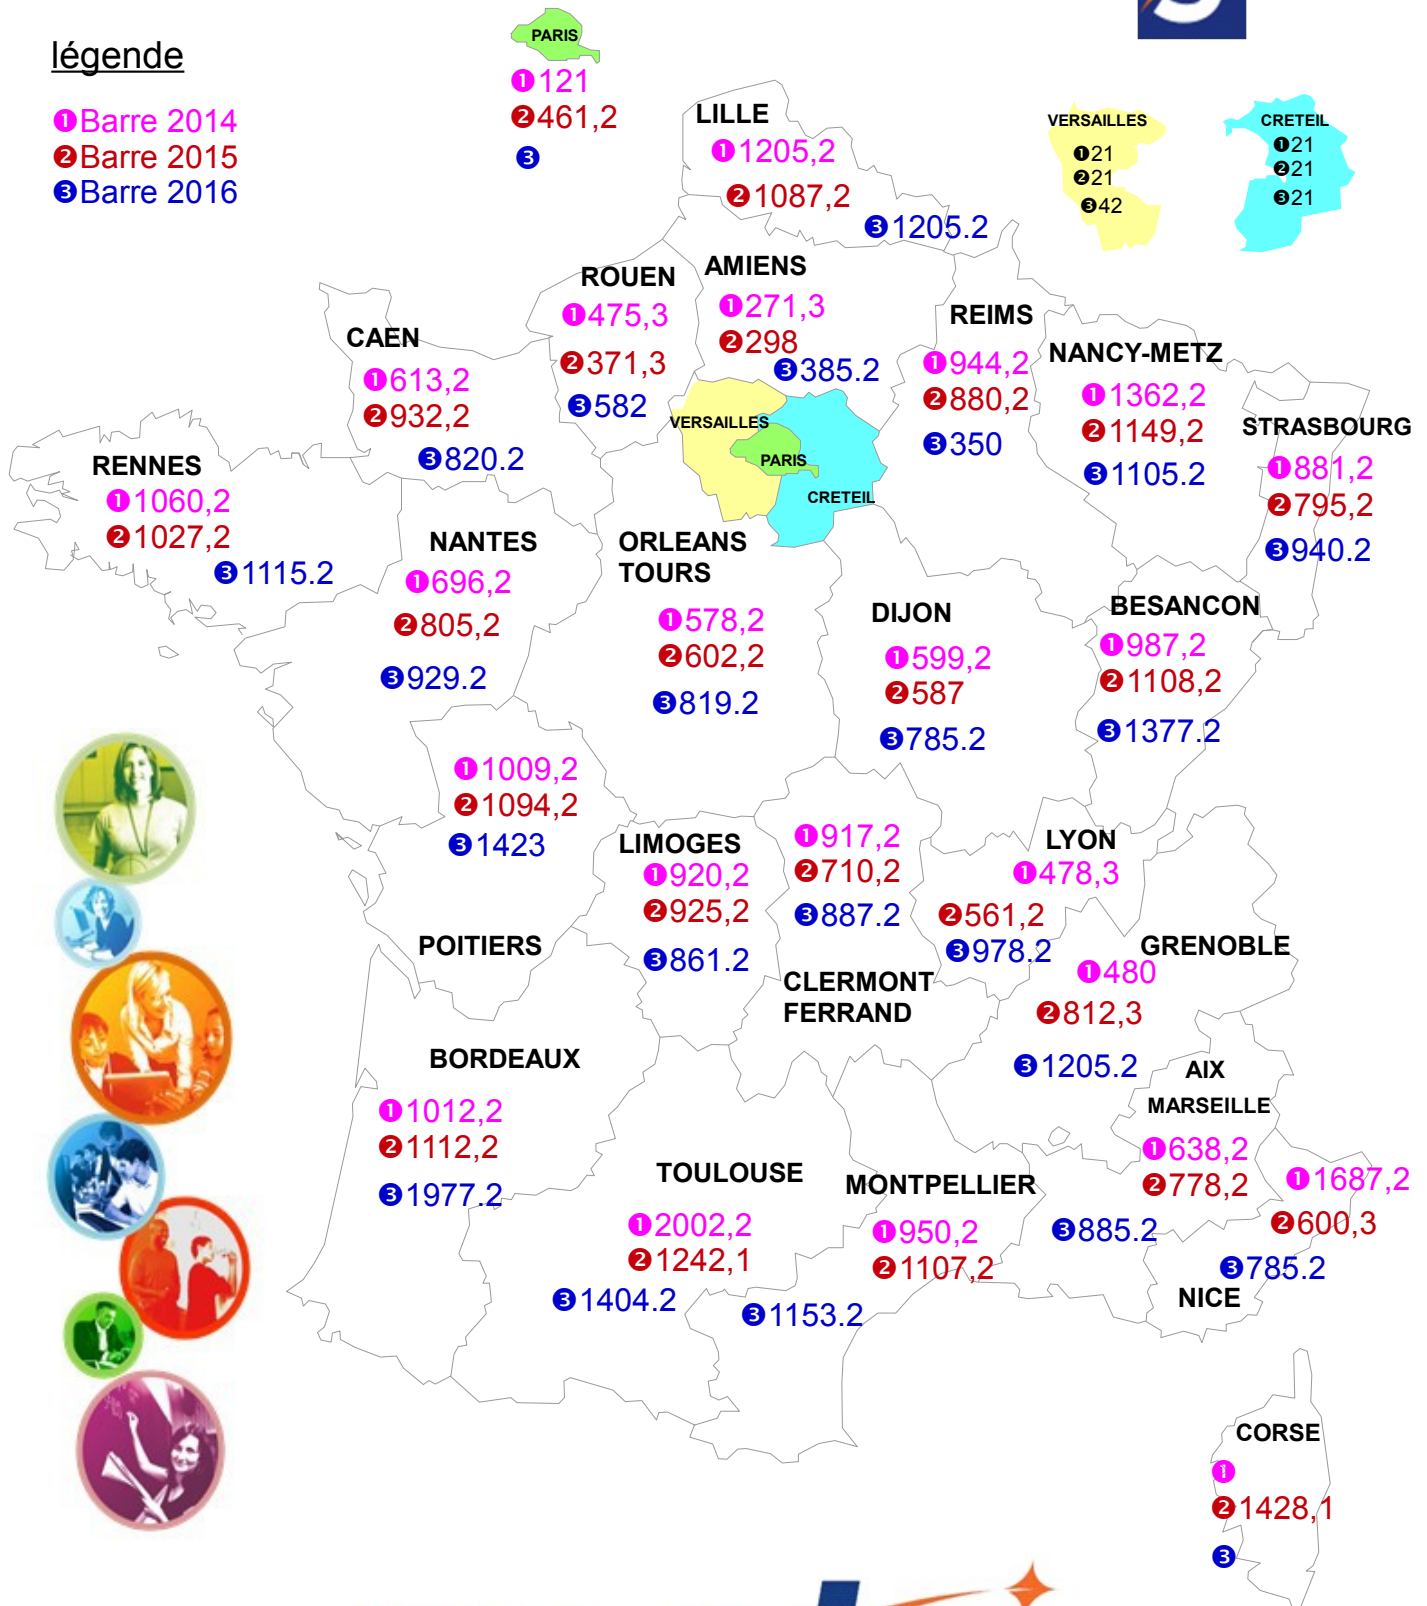 légende
❶Barre 2014
❷Barre 2015
❸Barre 2016
PARIS
❶121
❷461,2
❸
LILLE
❶1205,2
❷1087,2
❸1205.2
VERSAILLES
❶21
❷21
❸42
CRETEIL
❶21
❷21
❸21
ROUEN
❶475,3
❷371,3
❸582
AMIENS
❶271,3
❷298
❸385.2
REIMS
❶944,2
❷880,2
❸350
NANCY-METZ
❶1362,2
❷1149,2
❸1105.2
STRASBOURG
❶881,2
❷795,2
❸940.2
CAEN
❶613,2
❷932,2
❸820.2
VERSAILLES
PARIS
CRETEIL
RENNES
❶1060,2
❷1027,2
❸1115.2
NANTES
❶696,2
❷805,2
❸929.2
ORLEANS
TOURS
❶578,2
❷602,2
❸819.2
DIJON
❶599,2
❷587
❸785.2
BESANCON
❶987,2
❷1108,2
❸1377.2
❶1009,2
❷1094,2
❸1423
POITIERS
LIMOGES
❶920,2
❷925,2
❸861.2
❶917,2
❷710,2
❸887.2
CLERMONT
FERRAND
LYON
❶478,3
❷561,2
❸978.2
GRENOBLE
❶480
❷812,3
❸1205.2
BORDEAUX
❶1012,2
❷1112,2
❸1977.2
TOULOUSE
❶2002,2
❷1242,1
❸1404.2
MONTPELLIER
❶950,2
❷1107,2
❸1153.2
AIX
MARSEILLE
❶638,2
❷778,2
❸885.2
❶1687,2
❷600,3
❸785.2
NICE
CORSE
❶
❷1428,1
❸